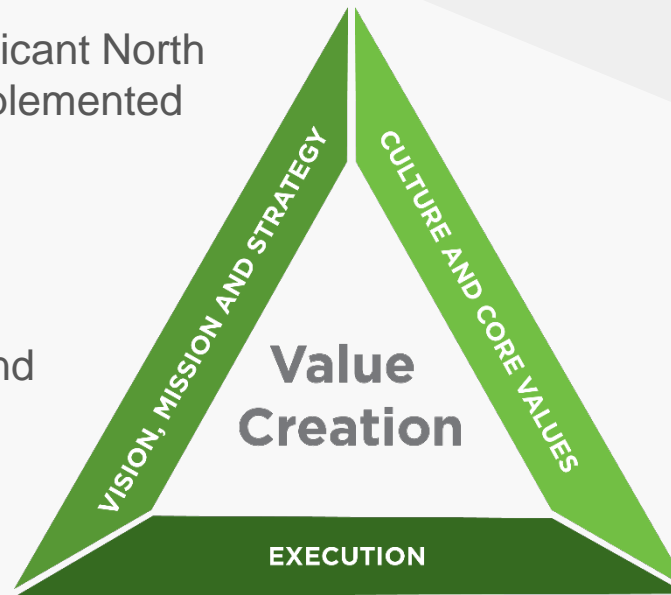 icant North
plemented
nd
VISION, MISSION AND STRATEGY
CULTURE AND CORE VALUES
Value
Creation
EXECUTION